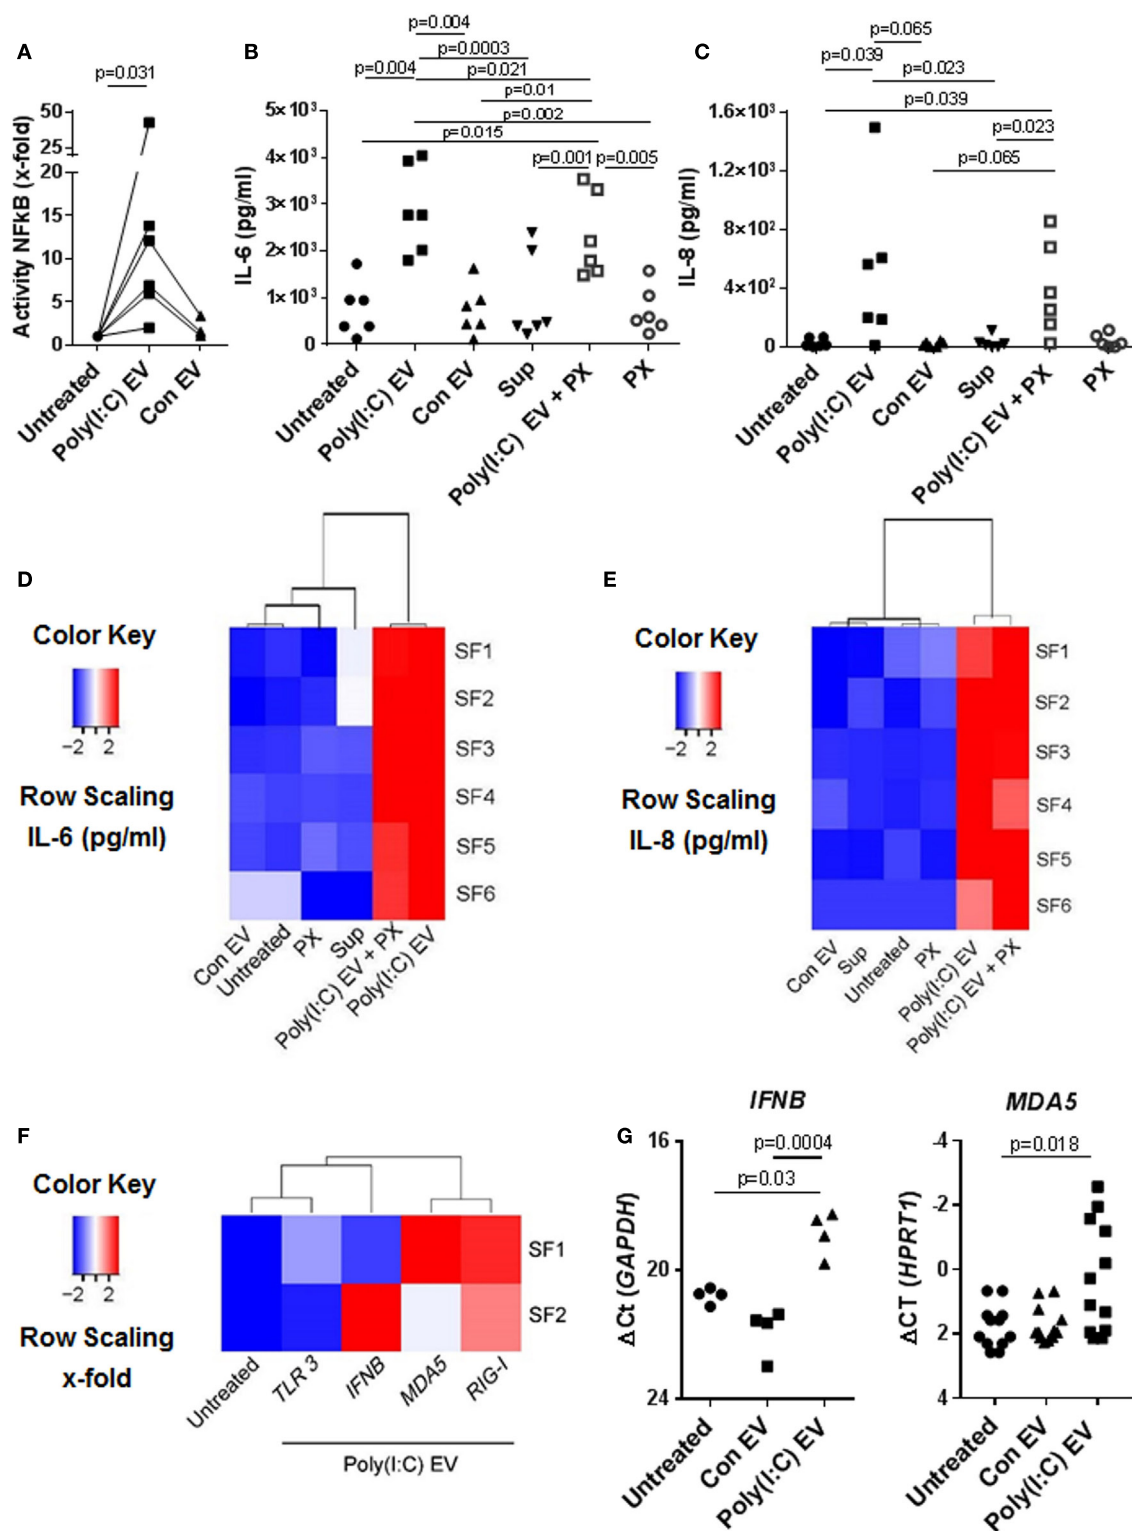 A
B
C
p=0.031
p=0.004
p=0.0003
p=0.004
p=0.021
p=0.01
p=0.002
p=0.015
p=0.001
p=0.005
p=0.065
p=0.039
p=0.023
p=0.039
p=0.023
p=0.065
Activity NFkB (x-fold)
50
25
20
15
10
5
0
Untreated
Poly(I:C) EV
Con EV
IL-6 (pg/ml)
5×10³
4×10³
3×10³
2×10³
1×10³
0
Untreated
Poly(I:C) EV
Con EV
Sup
Poly(I:C) EV + PX
PX
IL-8 (pg/ml)
1.6×10³
1.2×10³
8×10²
4×10²
0
Untreated
Poly(I:C) EV
Con EV
Sup
Poly(I:C) EV + PX
PX
D
Color Key
−2 2
Row Scaling
IL-6 (pg/ml)
SF1
SF2
SF3
SF4
SF5
SF6
Con EV
Untreated
PX
Sup
Poly(I:C) EV + PX
Poly(I:C) EV
E
Color Key
−2 2
Row Scaling
IL-8 (pg/ml)
SF1
SF2
SF3
SF4
SF5
SF6
Con EV
Sup
Untreated
PX
Poly(I:C) EV
Poly(I:C) EV + PX
F
Color Key
−2 2
Row Scaling
x-fold
SF1
SF2
Untreated
TLR 3
IFNB
MDA5
RIG-I
Poly(I:C) EV
G
IFNB
p=0.0004
p=0.03
ΔCt (GAPDH)
16
20
24
Untreated
Con EV
Poly(I:C) EV
MDA5
p=0.018
ΔCT (HPRT1)
-4
-2
0
2
4
Untreated
Con EV
Poly(I:C) EV